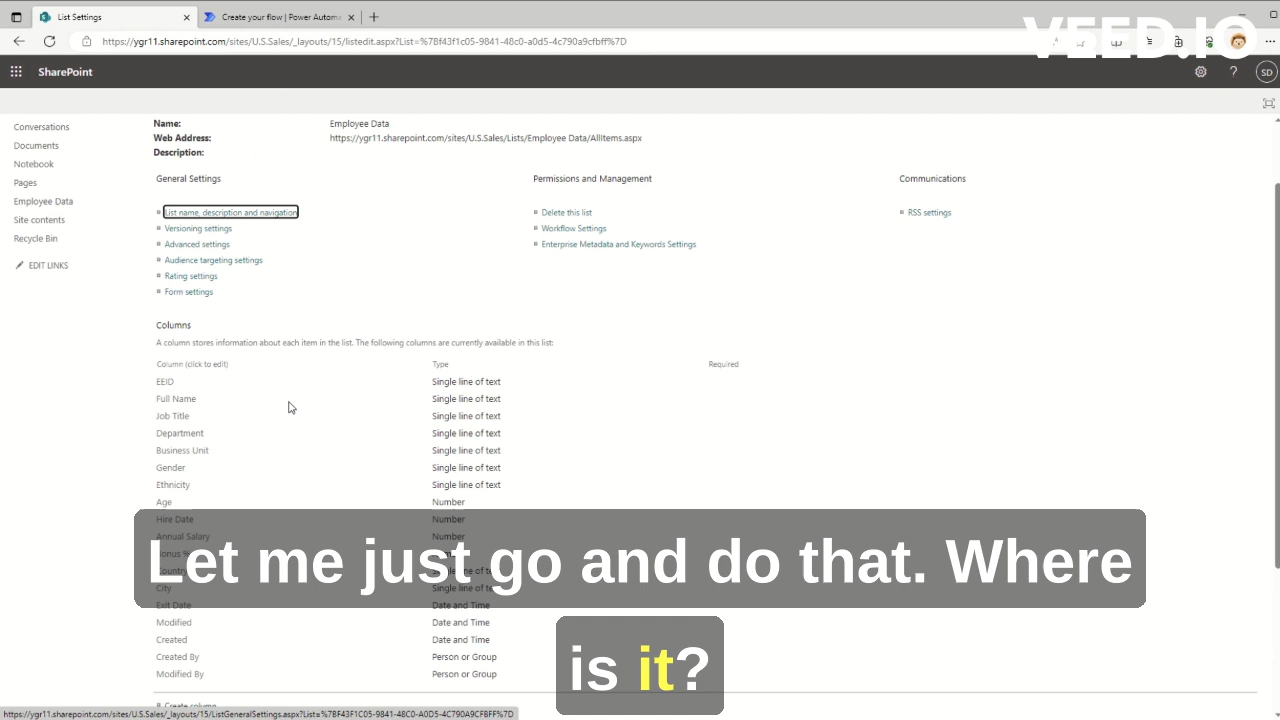 List Settings
Create your flow | Power Automa
https://ygr11.sharepoint.com/sites/U.S.Sales/_layouts/15/listedit.aspx?List=%7Bf43f1c05-9841-48c0-a0d5-4c790a9cfbff%7D
VEED.IO
SharePoint
? SD
Conversations
Documents
Notebook
Pages
Employee Data
Site contents
Recycle Bin
EDIT LINKS
Name: Employee Data
Web Address: https://ygr11.sharepoint.com/sites/U.S.Sales/Lists/Employee Data/AllItems.aspx
Description:
General Settings Permissions and Management Communications
List name, description and navigation Delete this list RSS settings
Versioning settings Workflow Settings
Advanced settings Enterprise Metadata and Keywords Settings
Audience targeting settings
Rating settings
Form settings
Columns
A column stores information about each item in the list. The following columns are currently available in this list:
Column (click to edit) Type Required
EEID Single line of text
Full Name Single line of text
Job Title Single line of text
Department Single line of text
Business Unit Single line of text
Gender Single line of text
Ethnicity Single line of text
Age Number
Hire Date Number
Annual Salary Number
Bonus %
Country
City Single line of text
Exit Date Date and Time
Modified Date and Time
Created Date and Time
Created By Person or Group
Modified By Person or Group
Create column
Let me just go and do that. Where
is it?
https://ygr11.sharepoint.com/sites/U.S.Sales/_layouts/15/ListGeneralSettings.aspx?List=%7BF43F1C05-9841-48C0-A0D5-4C790A9CFBFF%7D